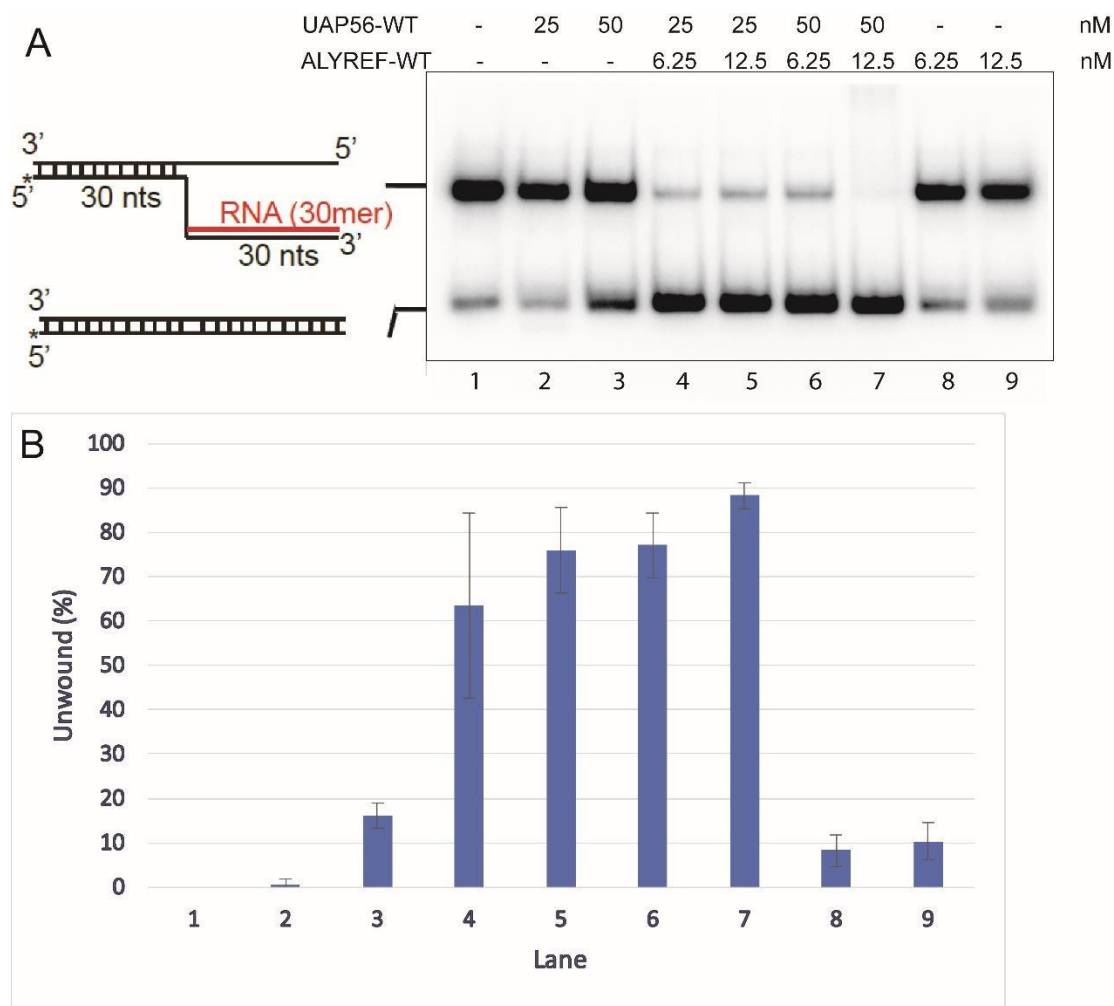 A
UAP56-WT - 25 50 25 25 50 50 - - nM
ALYREF-WT - - - 6.25 12.5 6.25 12.5 6.25 12.5 nM
3' 5'
*
5' 30 nts
RNA (30mer)
30 nts 3'
3'
*
5'
1 2 3 4 5 6 7 8 9
B
100
90
80
70
60
50
40
30
20
10
0
Unwound (%)
1 2 3 4 5 6 7 8 9
Lane